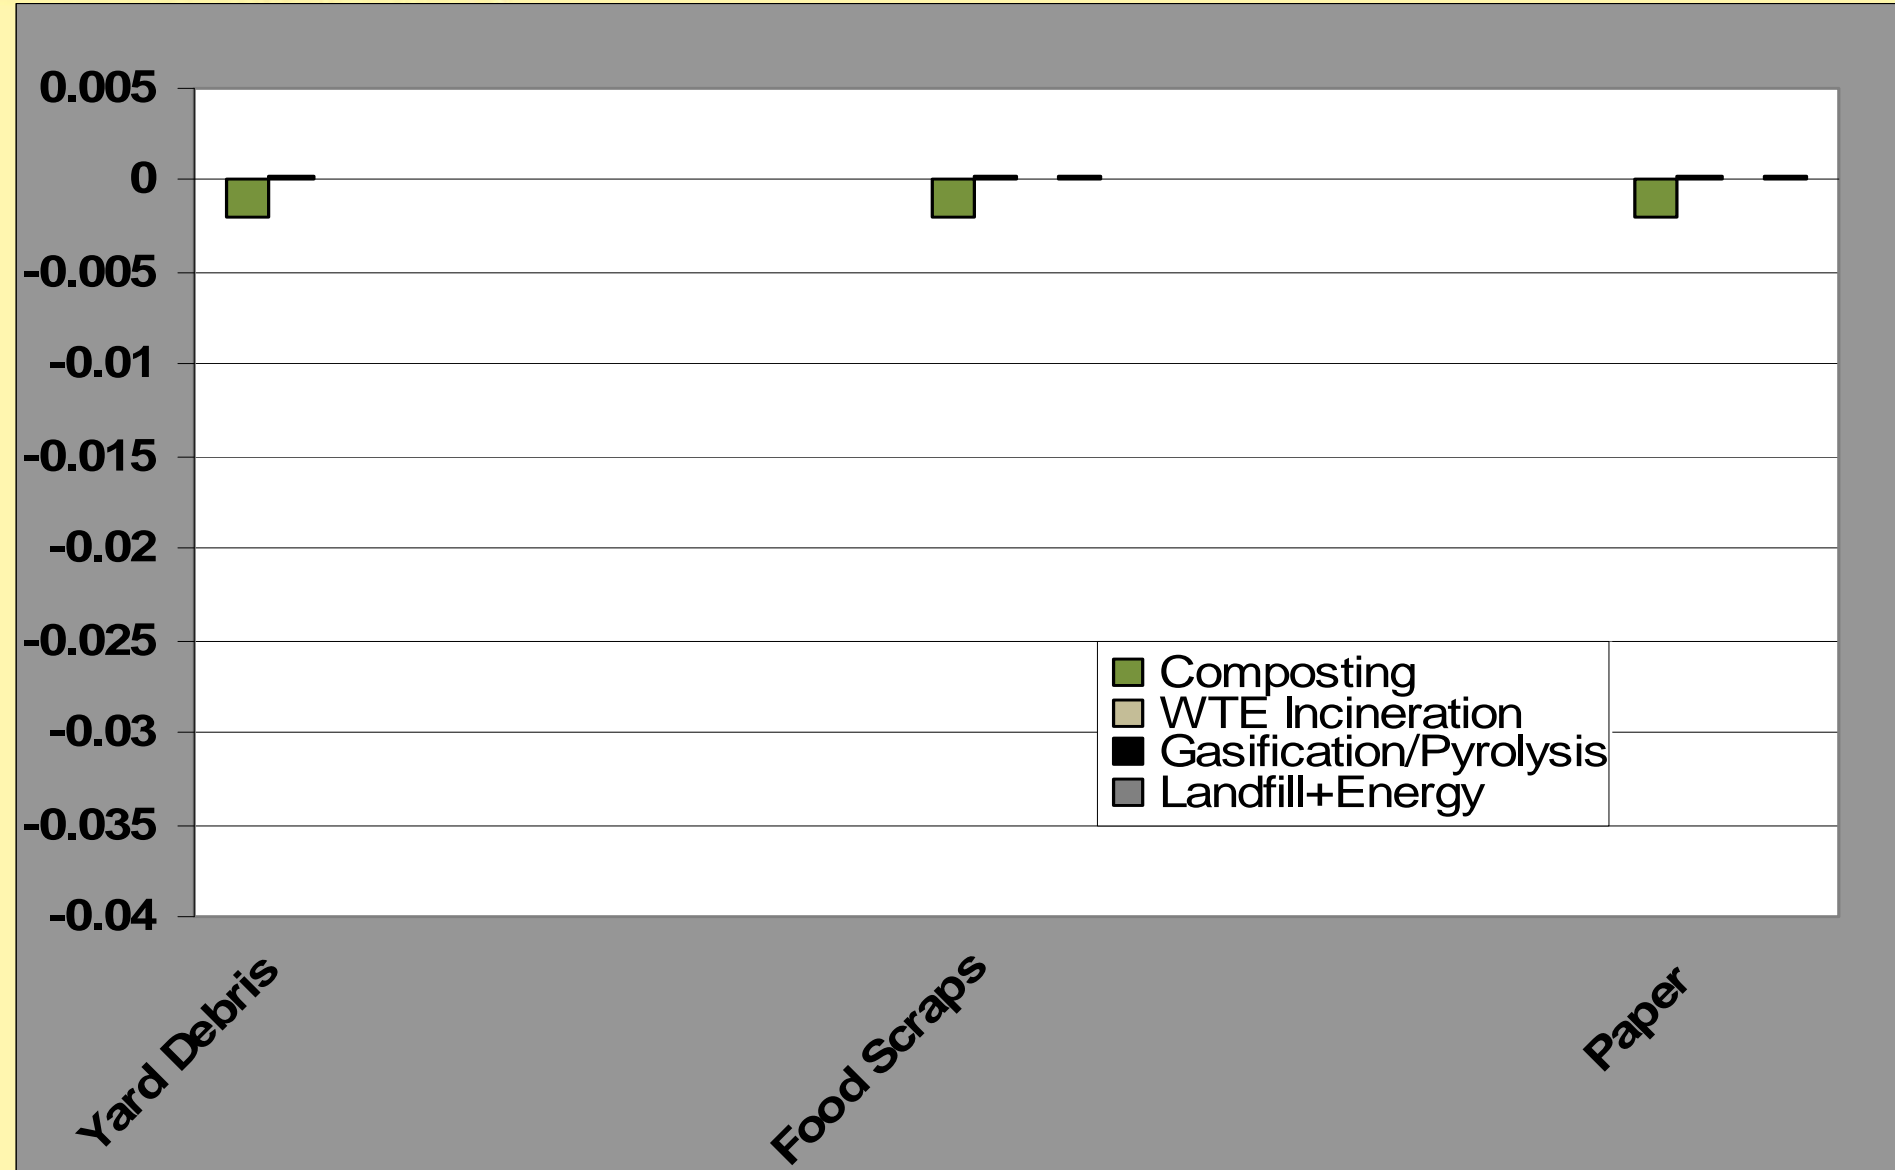 0.005
0
-0.005
-0.01
-0.015
-0.02
-0.025
-0.03
-0.035
-0.04
Composting
WTE Incineration
Gasification/Pyrolysis
Landfill+Energy
Yard Debris
Food Scraps
Paper